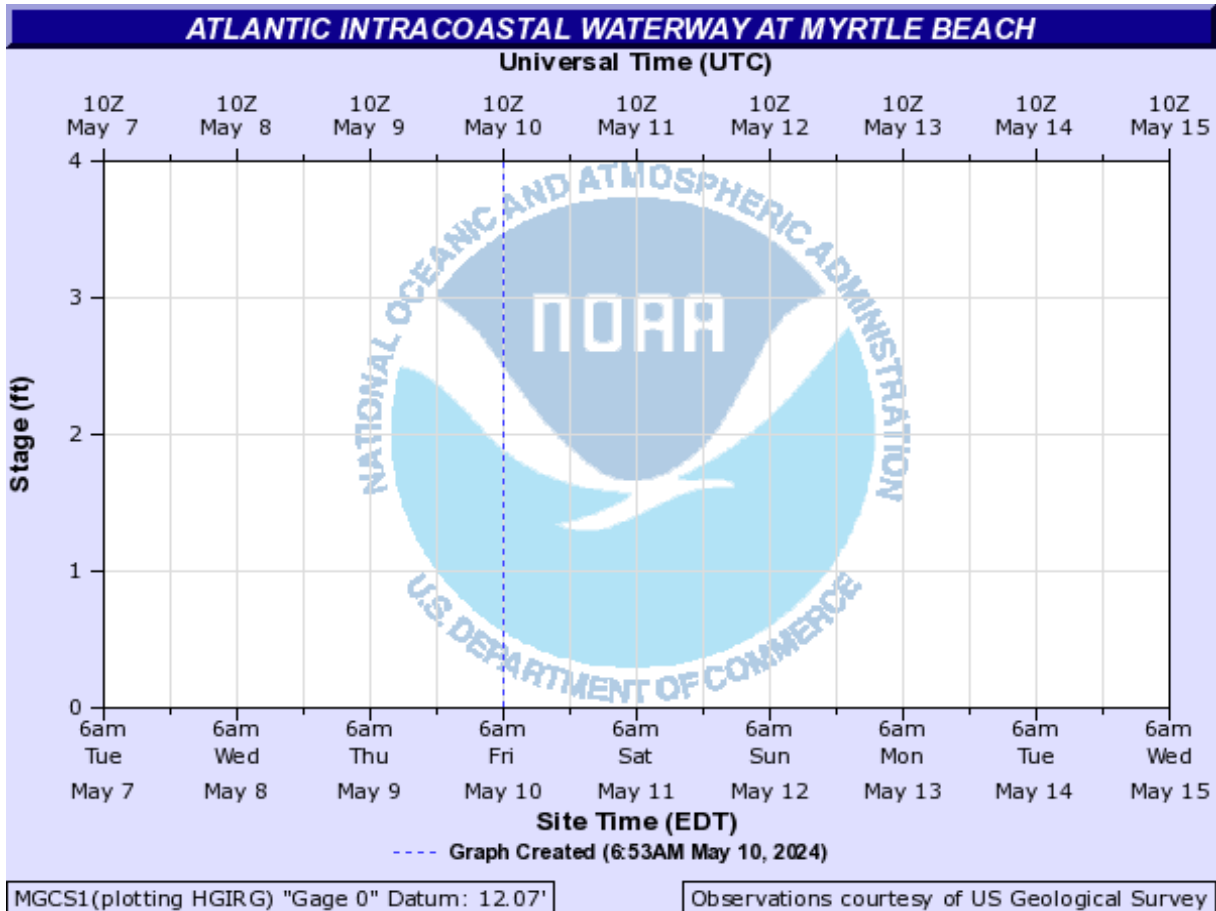 ATLANTIC INTRACOASTAL WATERWAY AT MYRTLE BEACH
Universal Time (UTC)
10Z 10Z 10Z 10Z 10Z 10Z 10Z 10Z 10Z
May 7 May 8 May 9 May 10 May 11 May 12 May 13 May 14 May 15
4
3
2
1
0
Stage (ft)
NATIONAL OCEANIC AND ATMOSPHERIC ADMINISTRATION
NOAA
U.S. DEPARTMENT OF COMMERCE
6am 6am 6am 6am 6am 6am 6am 6am 6am
Tue Wed Thu Fri Sat Sun Mon Tue Wed
May 7 May 8 May 9 May 10 May 11 May 12 May 13 May 14 May 15
Site Time (EDT)
---- Graph Created (6:53AM May 10, 2024)
MGCS1(plotting HGIRG) "Gage 0" Datum: 12.07'
Observations courtesy of US Geological Survey